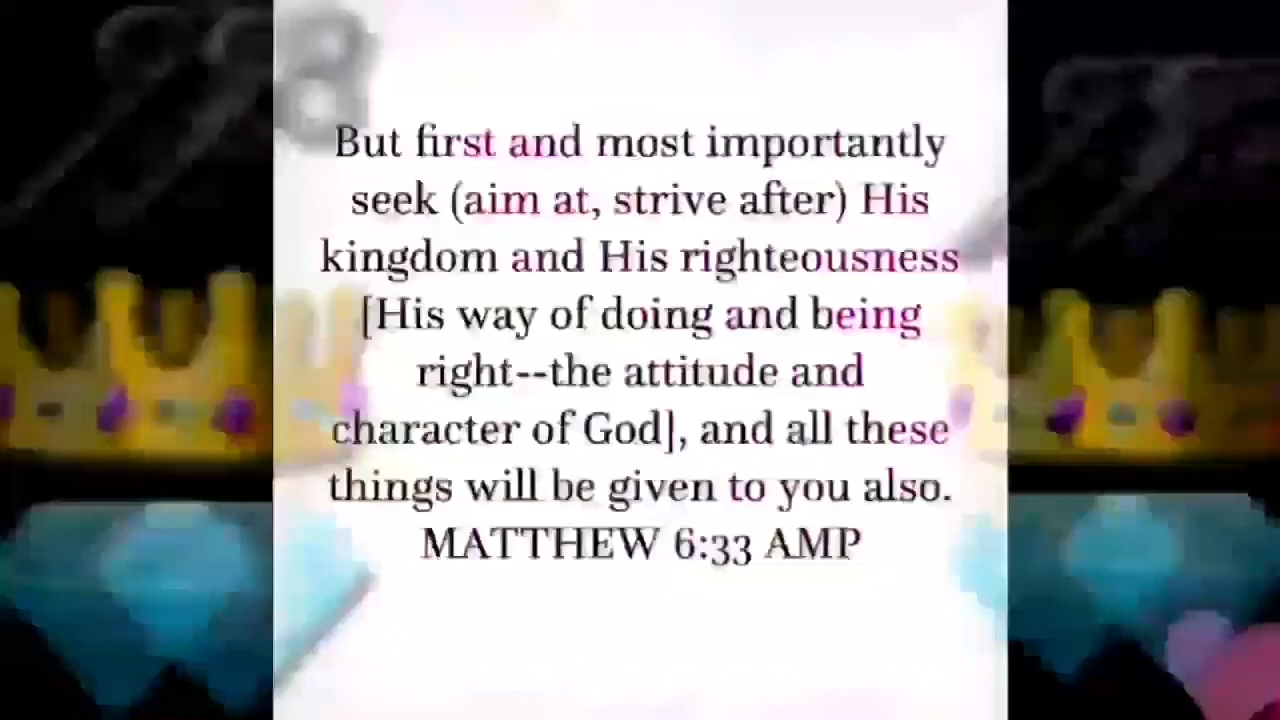 But first and most importantly
seek (aim at, strive after) His
kingdom and His righteousness
[His way of doing and being
right--the attitude and
character of God], and all these
things will be given to you also.
MATTHEW 6:33 AMP